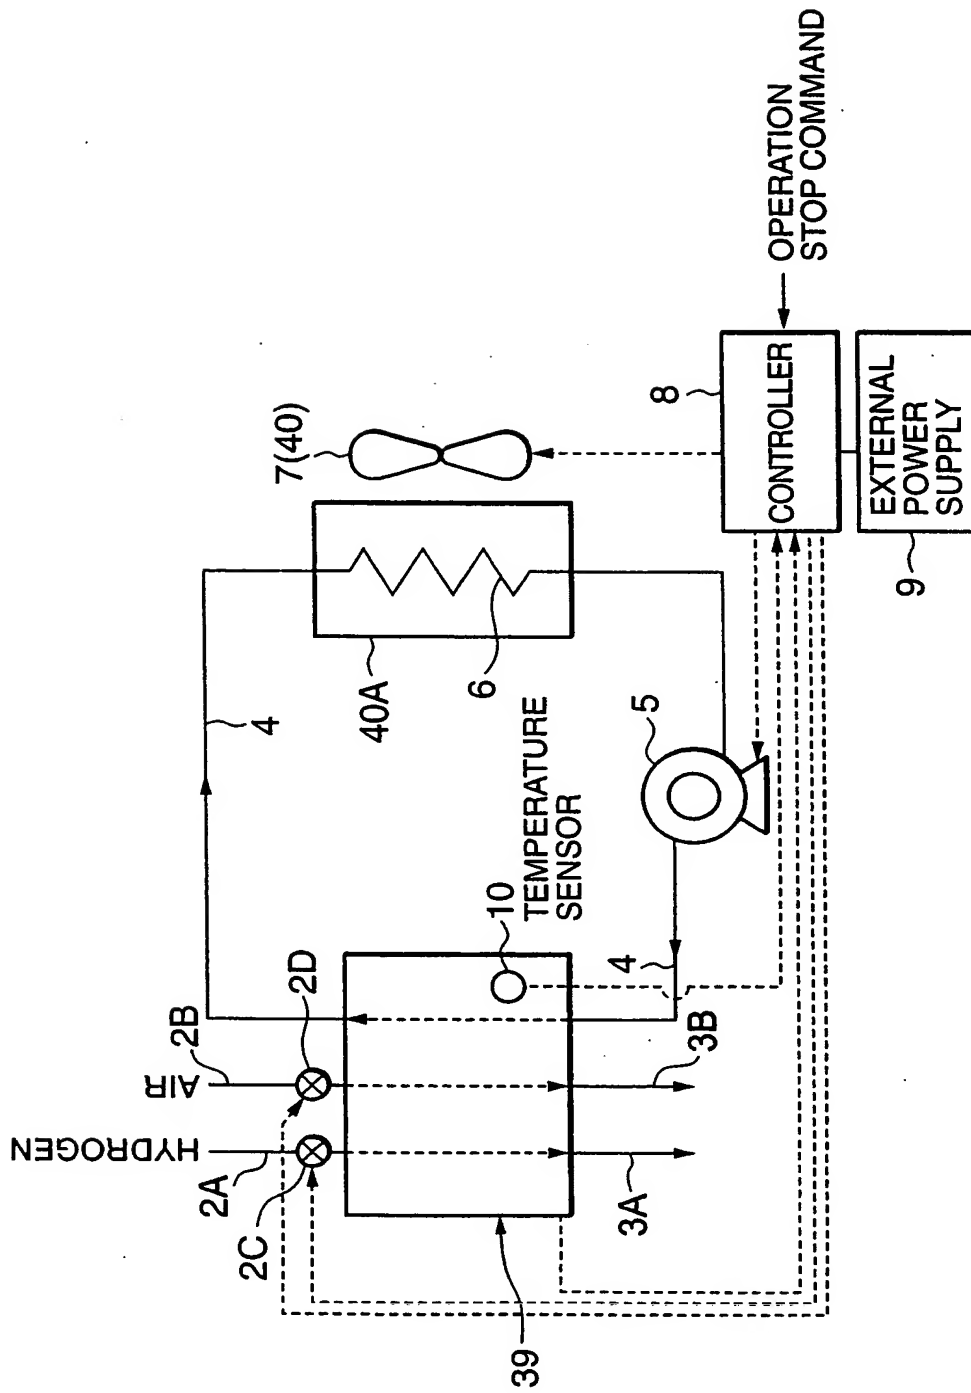 HYDROGEN
AIR
2A
2B
2C
2D
39
3A
3B
4
4
10
TEMPERATURE
SENSOR
5
6
40A
7(40)
8
CONTROLLER
9
EXTERNAL
POWER
SUPPLY
OPERATION
STOP COMMAND